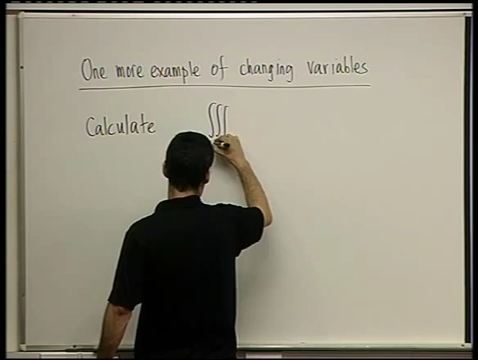 One more example of changing variables
Calculate ∫∫∫